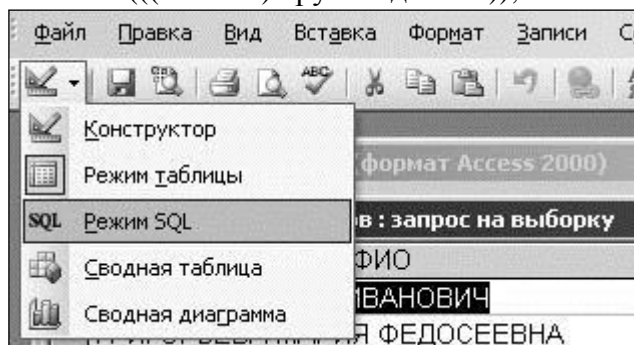 Файл Правка Вид Вставка Формат Записи
ABC
Конструктор
Режим таблицы
(формат Access 2000)
SQL Режим SQL
в : запрос на выборку
Сводная таблица
ФИО
Сводная диаграмма
ИВАНОВИЧ
ФЕДОСЕЕВНА